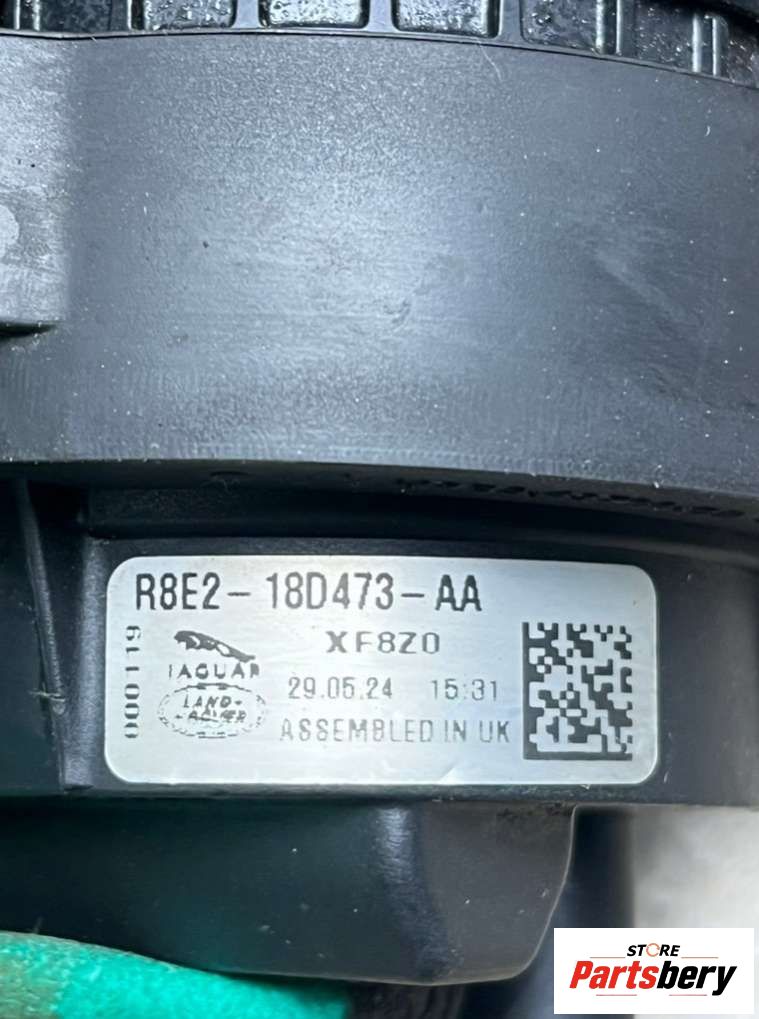 R8E2-18D473-AA
000119
XF8Z0
JAGUAR
29.05.24 15:31
LAND-
ROVER
ASSEMBLED IN UK
STORE
Partsbery